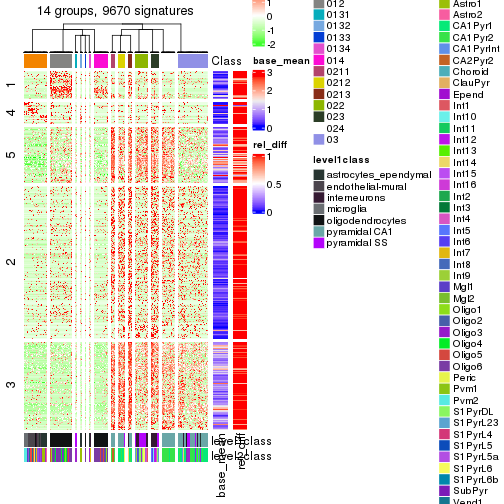 14 groups, 9670 signatures
Class
1
4
5
2
3
level1class
level2class
base_mean
rel_diff
1
0
-1
-2
base_mean
3
2
1
0
rel_diff
1
0.5
0
012
0131
0132
0133
0134
014
0211
0212
0213
022
023
024
03
level1class
astrocytes_ependymal
endothelial-mural
interneurons
microglia
oligodendrocytes
pyramidal CA1
pyramidal SS
Astro1
Astro2
CA1Pyr1
CA1Pyr2
CA1PyrInt
CA2Pyr2
Choroid
ClauPyr
Epend
Int1
Int10
Int11
Int12
Int13
Int14
Int15
Int16
Int2
Int3
Int4
Int5
Int6
Int7
Int8
Int9
Mgl1
Mgl2
Oligo1
Oligo2
Oligo3
Oligo4
Oligo5
Oligo6
Peric
Pvm1
Pvm2
S1PyrDL
S1PyrL23
S1PyrL4
S1PyrL5
S1PyrL5a
S1PyrL6
S1PyrL6b
SubPyr
Vend1